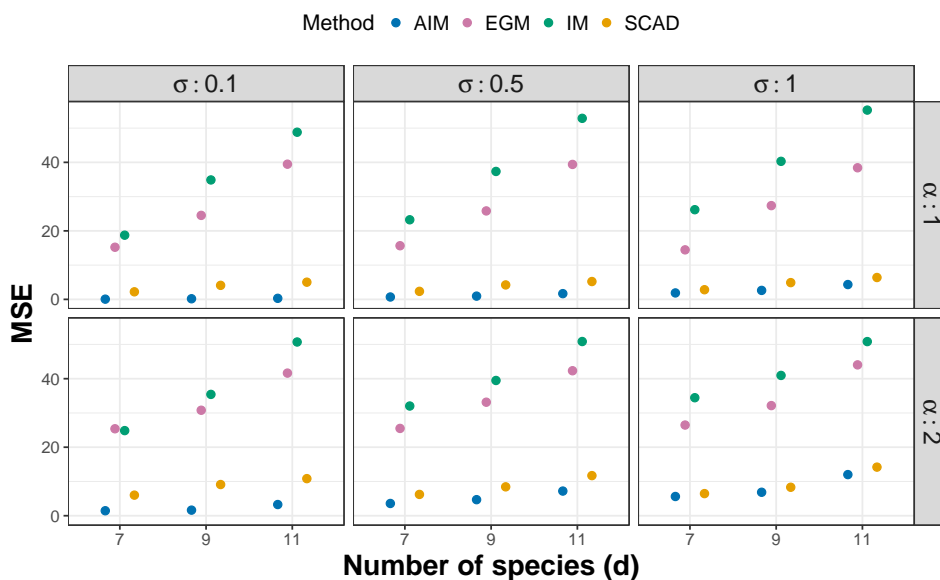 Method AIM EGM IM SCAD
σ : 0.1 σ : 0.5 σ : 1
α : 1
α : 2
MSE
40
20
0
40
20
0
7 9 11 7 9 11 7 9 11
Number of species (d)